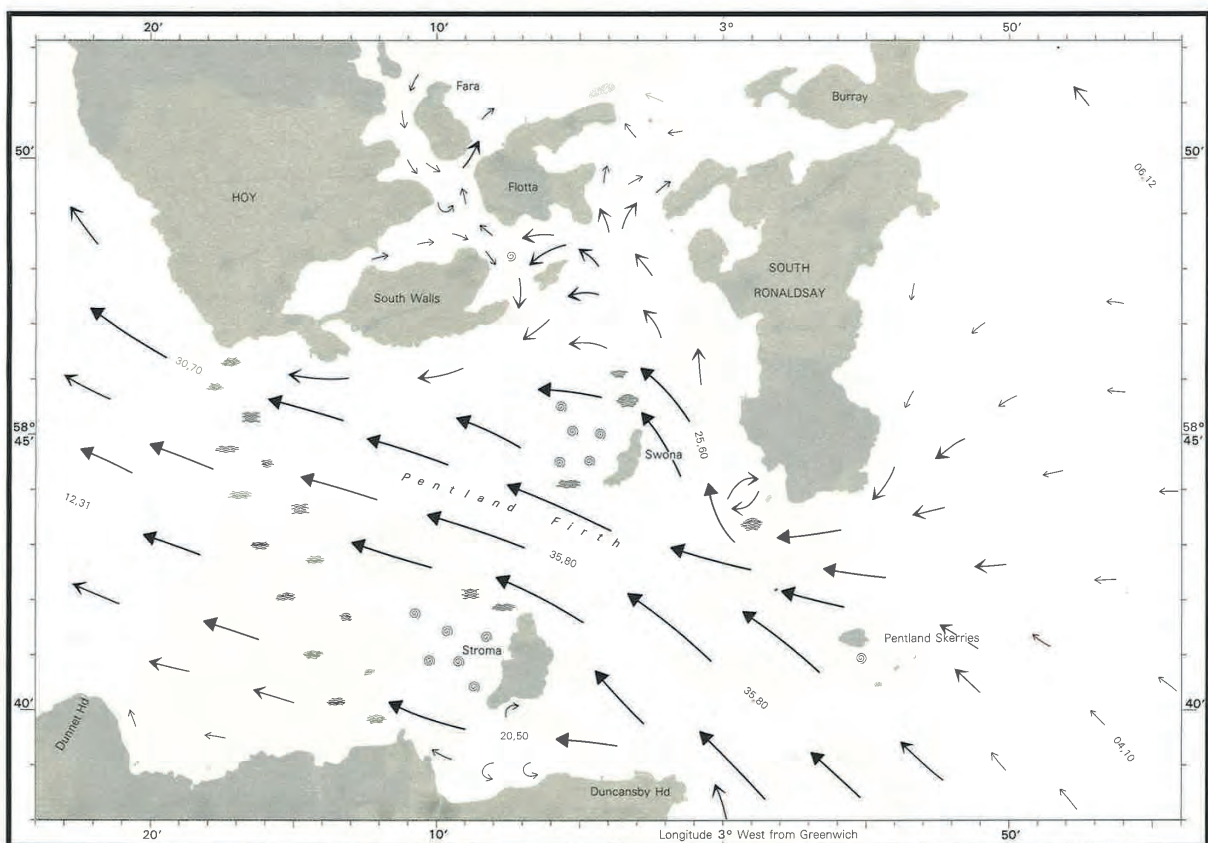 20' 10' 3° 50'
Fara
Burray
50' 50'
06,12
HOY
Flotta
SOUTH
RONALDSAY
South Walls
30,70
58° 58°
45' 45'
25,60
Swona
Pentland Firth
12,31
35,80
Pentland Skerries
Stroma
35,80
40' 40'
Dunnet Hd
20,50
04,10
Duncansby Hd
20' 10' Longitude 3° West from Greenwich 50'